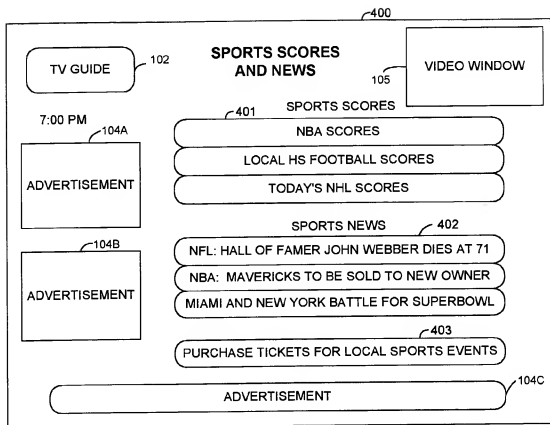 400
TV GUIDE
102
SPORTS SCORES
AND NEWS
105
VIDEO WINDOW
7:00 PM
104A
ADVERTISEMENT
104B
ADVERTISEMENT
SPORTS SCORES
401
NBA SCORES
LOCAL HS FOOTBALL SCORES
TODAY'S NHL SCORES
SPORTS NEWS
402
NFL: HALL OF FAMER JOHN WEBBER DIES AT 71
NBA: MAVERICKS TO BE SOLD TO NEW OWNER
MIAMI AND NEW YORK BATTLE FOR SUPERBOWL
403
PURCHASE TICKETS FOR LOCAL SPORTS EVENTS
104C
ADVERTISEMENT